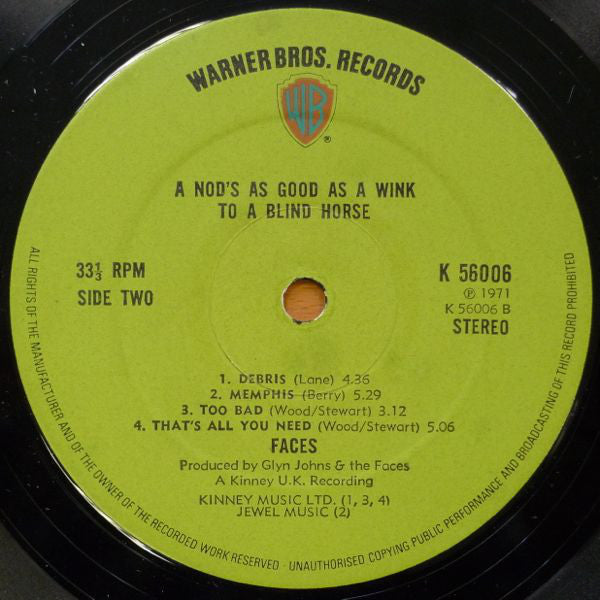 WARNER BROS. RECORDS
WB
®
A NOD'S AS GOOD AS A WINK
TO A BLIND HORSE
33⅓ RPM
SIDE TWO
K 56006
℗ 1971
K 56006 B
STEREO
1. DEBRIS (Lane) 4.36
2. MEMPHIS (Berry) 5.29
3. TOO BAD (Wood/Stewart) 3.12
4. THAT'S ALL YOU NEED (Wood/Stewart) 5.06
FACES
Produced by Glyn Johns & the Faces
A Kinney U.K. Recording
KINNEY MUSIC LTD. (1, 3, 4)
JEWEL MUSIC (2)
ALL RIGHTS OF THE MANUFACTURER AND OF THE OWNER OF THE RECORDED WORK RESERVED · UNAUTHORISED COPYING PUBLIC PERFORMANCE AND BROADCASTING OF THIS RECORD PROHIBITED